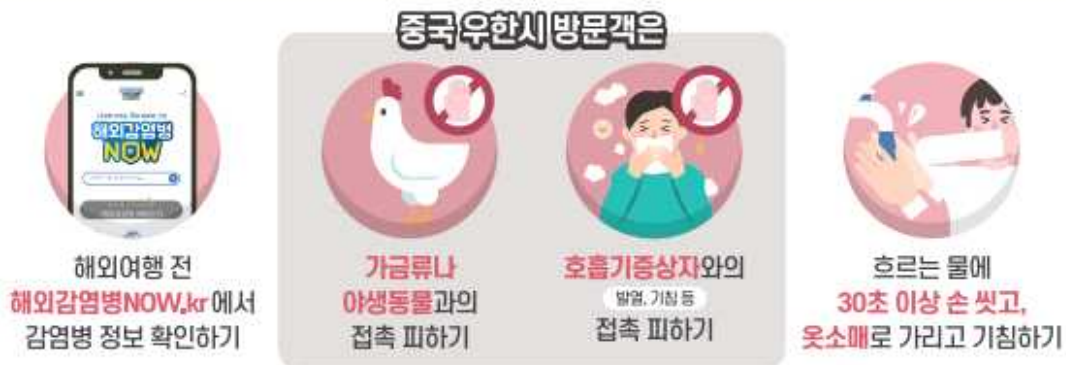 중국 우한시 방문객은
해외감염병
NOW
해외여행 전
해외감염병NOW.kr에서
감염병 정보 확인하기
가금류나
야생동물과의
접촉 피하기
호흡기증상자와의
발열, 기침 등
접촉 피하기
흐르는 물에
30초 이상 손 씻고,
옷소매로 가리고 기침하기